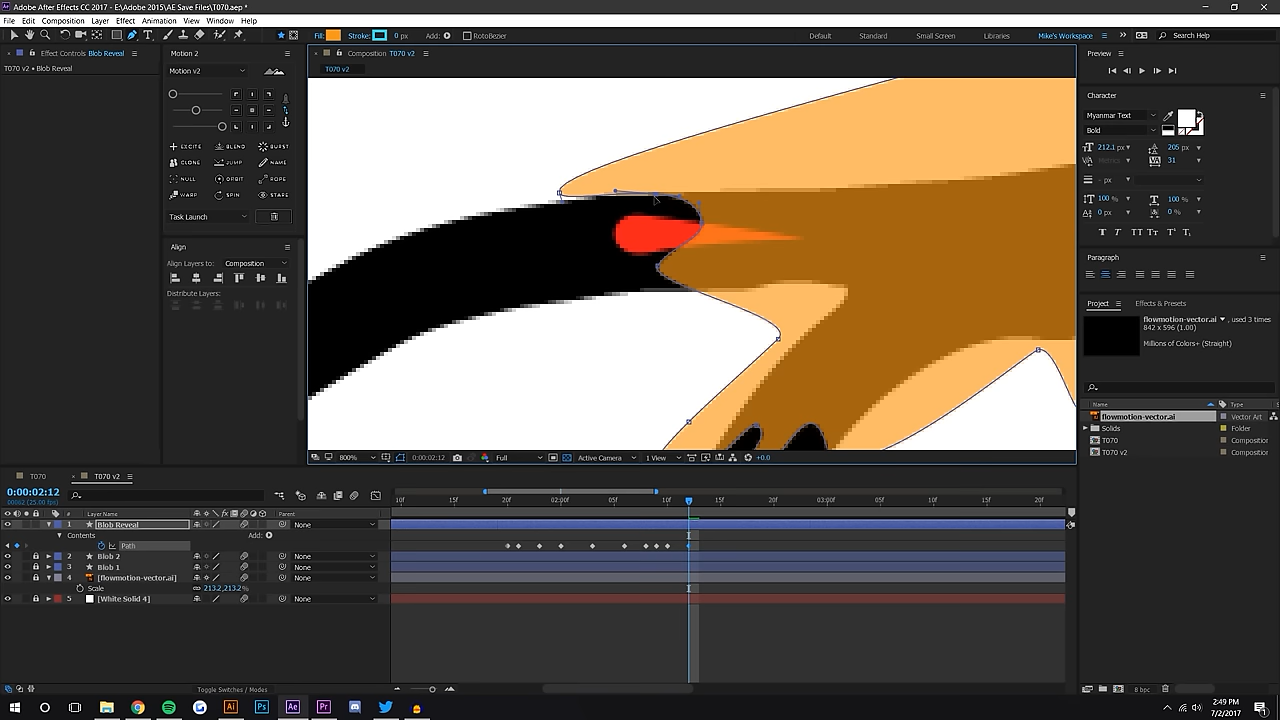 Adobe After Effects CC 2017 - E:\Adobe 2015\AE Save Files\T070.aep *
File Edit Composition Layer Effect Animation View Window Help
Fill: Stroke: 0 px Add: RotoBezier
Default Standard Small Screen Libraries Mike's Workspace Search Help
Effect Controls Blob Reveal
T070 v2 • Blob Reveal
Motion 2
Motion v2
EXCITE BLEND BURST
CLONE JUMP NAME
NULL ORBIT ROPE
WARP SPIN STARE
Task Launch
Align
Align Layers to: Composition
Distribute Layers:
Composition T070 v2
T070 v2
800% 0:00:02:12 Full Active Camera 1 View +0.0
Preview
Character
Myanmar Text
Bold
212.1 px 205 px
Metrics 31
- px
100 % 100 %
0 px 0 %
T T TT Tr T' T,
Paragraph
Project Effects & Presets
flowmotion-vector.ai , used 3 times
842 x 596 (1.00)
Millions of Colors+ (Straight)
Name Type
flowmotion-vector.ai Vector Art
Solids Folder
T070 Composition
T070 v2 Composition
8 bpc
T070 T070 v2
0:00:02:12
00062 (25.00 fps)
# Layer Name Parent
1 Blob Reveal None
Contents Add:
Path
2 Blob 2 None
3 Blob 1 None
4 [flowmotion-vector.ai] None
Scale 213.2,213.2%
5 [White Solid 4] None
10f 15f 20f 02:00f 05f 10f 15f 20f 03:00f 05f 10f 15f 20f
Toggle Switches / Modes
2:49 PM
7/2/2017